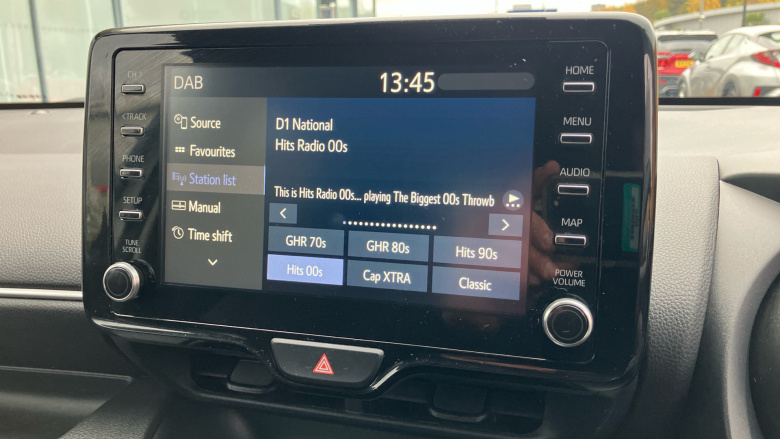 DAB
13:45
CH >
< TRACK
PHONE
SETUP
TUNE
SCROLL
Source
Favourites
Station list
Manual
Time shift
D1 National
Hits Radio 00s
This is Hits Radio 00s... playing The Biggest 00s Throwb
GHR 70s
GHR 80s
Hits 90s
Hits 00s
Cap XTRA
Classic
HOME
MENU
AUDIO
MAP
POWER
VOLUME